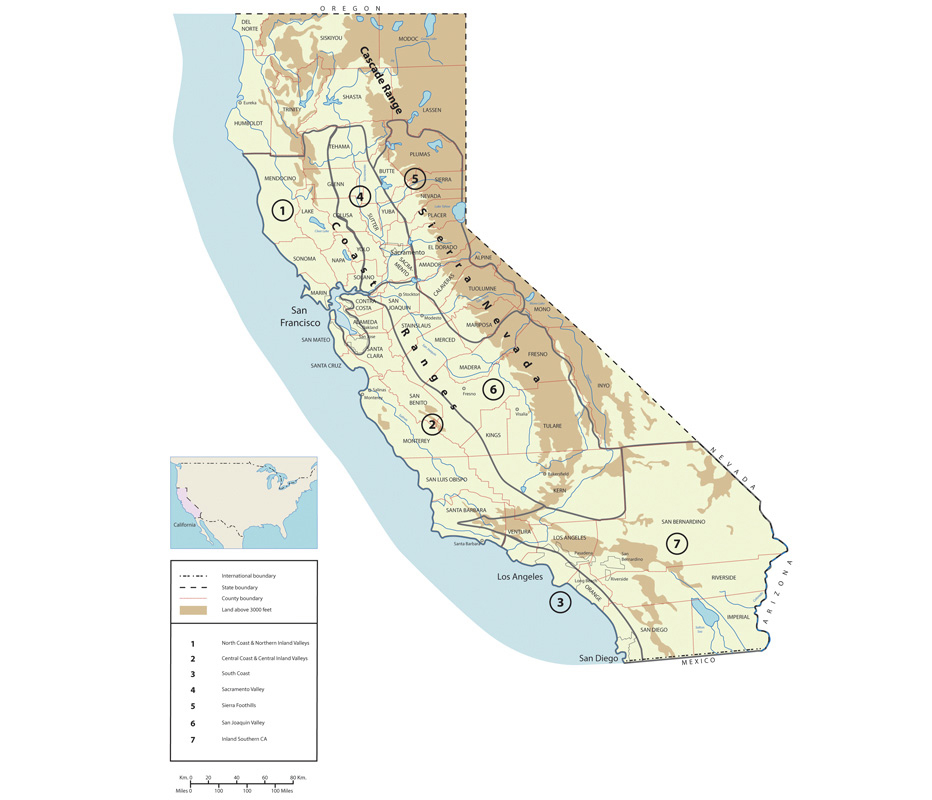 OREGON
DEL
NORTE
SISKIYOU
MODOC
Cascade Range
Eureka
HUMBOLDT
TRINITY
SHASTA
LASSEN
TEHAMA
PLUMAS
MENDOCINO
GLENN
BUTTE
5
SIERRA
1
4
NEVADA
LAKE
COLUSA
SUTTER
YUBA
PLACER
Sierra Nevada
Coast Ranges
SONOMA
NAPA
YOLO
Sacramento
SACRA-
MENTO
EL DORADO
ALPINE
AMADOR
SOLANO
CALAVERAS
TUOLUMNE
MARIN
CONTRA
COSTA
Stockton
SAN
JOAQUIN
MONO
San
Francisco
ALAMEDA
Oakland
Modesto
STAINSLAUS
MARIPOSA
SAN MATEO
San Jose
SANTA
CLARA
MERCED
FRESNO
SANTA CRUZ
MADERA
INYO
Salinas
Monterey
SAN
BENITO
6
Fresno
Visalia
2
MONTEREY
KINGS
TULARE
NEVADA
SAN LUIS OBISPO
Bakersfield
KERN
SANTA BARBARA
Santa Barbara
VENTURA
LOS ANGELES
SAN BERNARDINO
7
Pasadena
San
Bernardino
Los Angeles
Long Beach
Riverside
RIVERSIDE
ORANGE
3
ARIZONA
Salton
Sea
IMPERIAL
SAN DIEGO
San Diego
MEXICO
California
International boundary
State boundary
County boundary
Land above 3000 feet
1 North Coast & Northern Inland Valleys
2 Central Coast & Central Inland Valleys
3 South Coast
4 Sacramento Valley
5 Sierra Foothills
6 San Joaquin Valley
7 Inland Southern CA
Km. 0 20 40 60 80 Km.
Miles 0 100 100 100 Miles